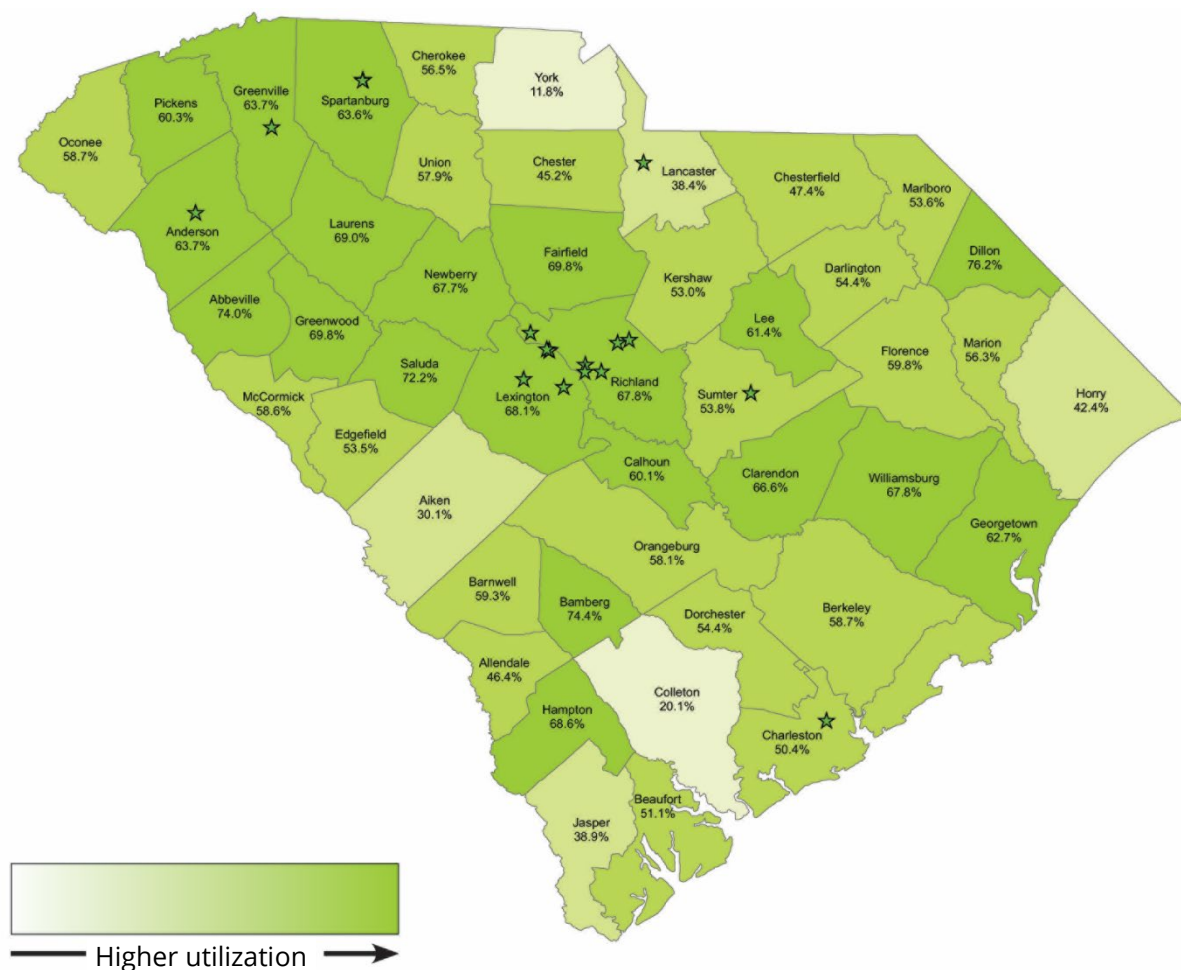 Cherokee
56.5%
York
11.8%
Pickens
60.3%
Greenville
63.7%
Spartanburg
63.6%
Oconee
58.7%
Union
57.9%
Chester
45.2%
Lancaster
38.4%
Chesterfield
47.4%
Marlboro
53.6%
Anderson
63.7%
Laurens
69.0%
Fairfield
69.8%
Dillon
76.2%
Newberry
67.7%
Kershaw
53.0%
Darlington
54.4%
Abbeville
74.0%
Greenwood
69.8%
Lee
61.4%
Florence
59.8%
Marion
56.3%
Saluda
72.2%
Lexington
68.1%
Richland
67.8%
Sumter
53.8%
Horry
42.4%
McCormick
58.6%
Edgefield
53.5%
Calhoun
60.1%
Clarendon
66.6%
Williamsburg
67.8%
Aiken
30.1%
Georgetown
62.7%
Orangeburg
58.1%
Barnwell
59.3%
Bamberg
74.4%
Dorchester
54.4%
Berkeley
58.7%
Allendale
46.4%
Colleton
20.1%
Hampton
68.6%
Charleston
50.4%
Beaufort
51.1%
Jasper
38.9%
Higher utilization